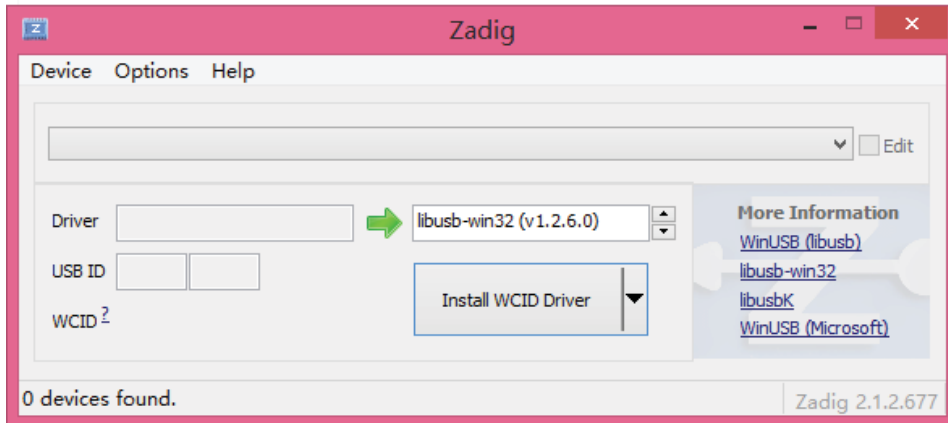 Z
Zadig
Device Options Help
Edit
Driver
libusb-win32 (v1.2.6.0)
More Information
WinUSB (libusb)
USB ID
libusb-win32
Install WCID Driver
libusbK
WCID ?
WinUSB (Microsoft)
0 devices found.
Zadig 2.1.2.677